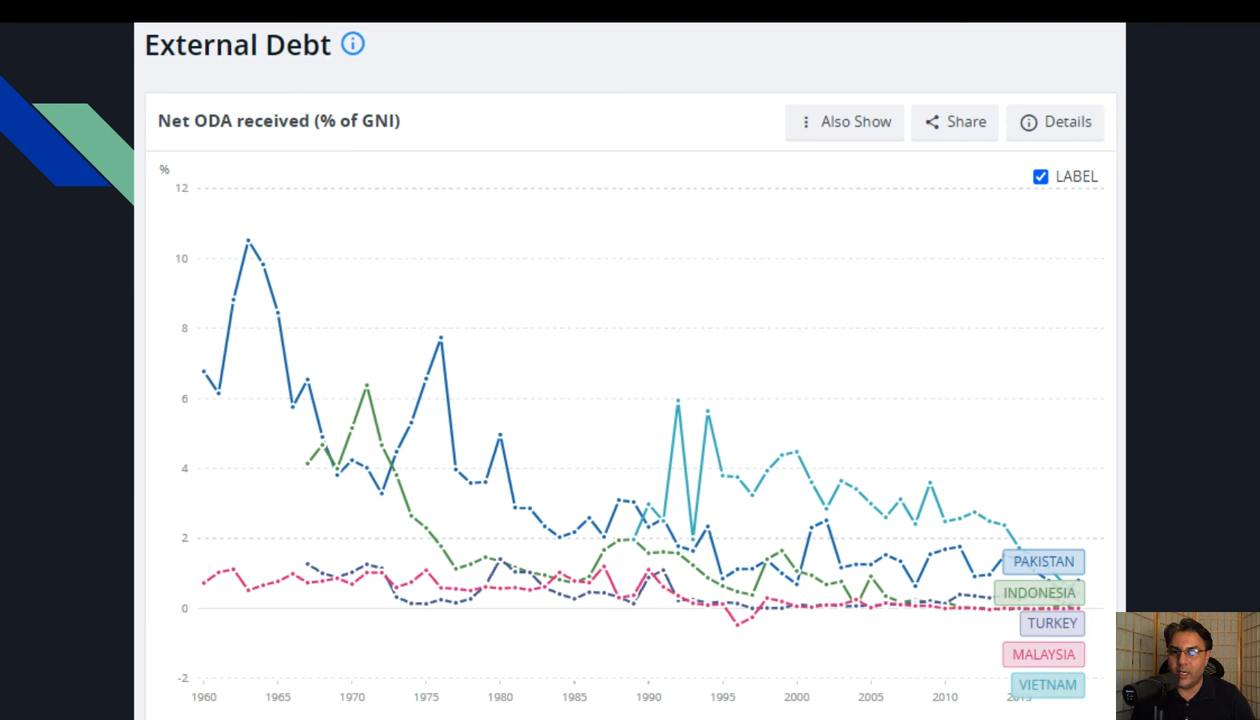 External Debt
Net ODA received (% of GNI)
Also Show
Share
Details
%
LABEL
12
10
8
6
4
2
0
-2
PAKISTAN
INDONESIA
TURKEY
MALAYSIA
VIETNAM
1960 1965 1970 1975 1980 1985 1990 1995 2000 2005 2010